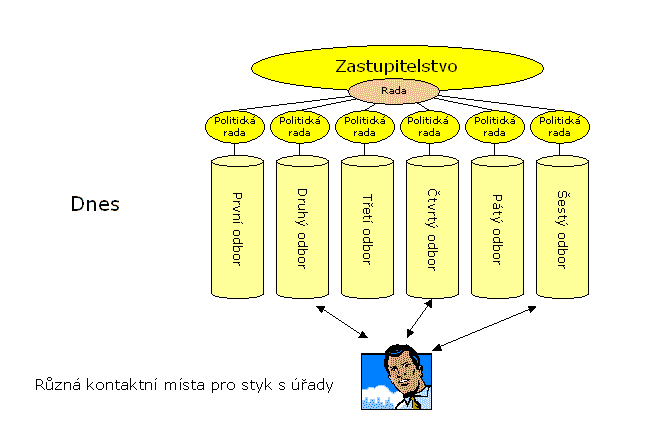 Zastupitelstvo
Rada
Politická
rada
Politická
rada
Politická
rada
Politická
rada
Politická
rada
Politická
rada
První odbor
Druhý odbor
Třetí odbor
Čtvrtý odbor
Pátý odbor
Šestý odbor
Dnes
Různá kontaktní místa pro styk s úřady